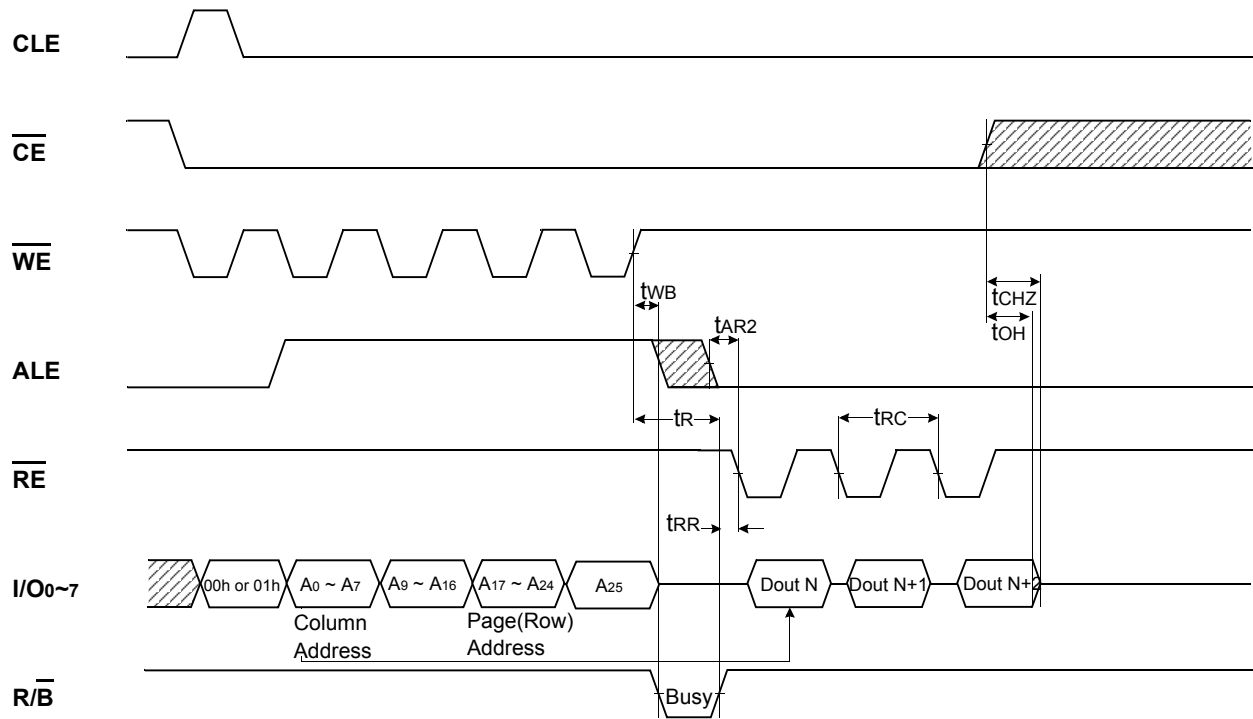 CLE
CE
WE
tWB
tCHZ
tAR2
tOH
ALE
tR
tRC
RE
tRR
I/O0~7
00h or 01h
A0 ~ A7
A9 ~ A16
A17 ~ A24
A25
Dout N
Dout N+1
Dout N+2
Column
Address
Page(Row)
Address
R/B
Busy